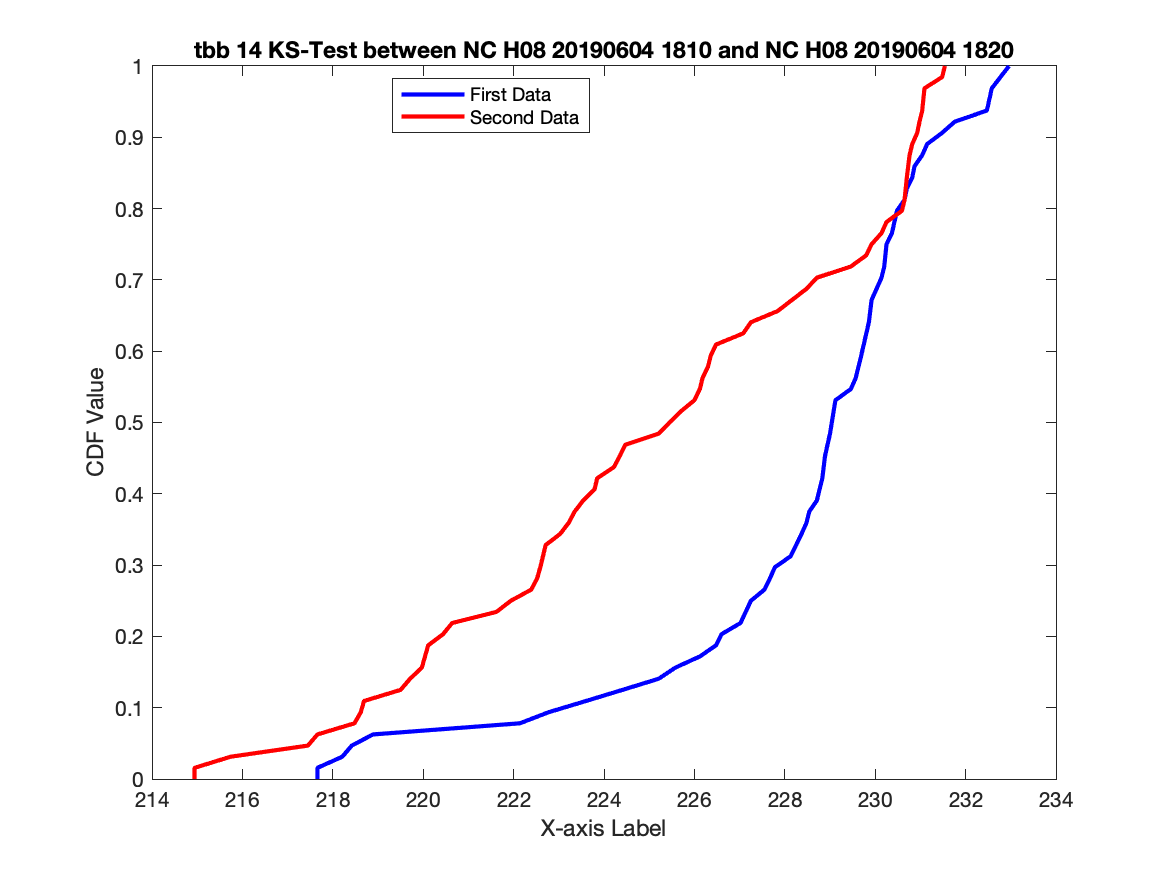 tbb 14 KS-Test between NC H08 20190604 1810 and NC H08 20190604 1820
First Data
Second Data
CDF Value
1
0.9
0.8
0.7
0.6
0.5
0.4
0.3
0.2
0.1
0
214 216 218 220 222 224 226 228 230 232 234
X-axis Label